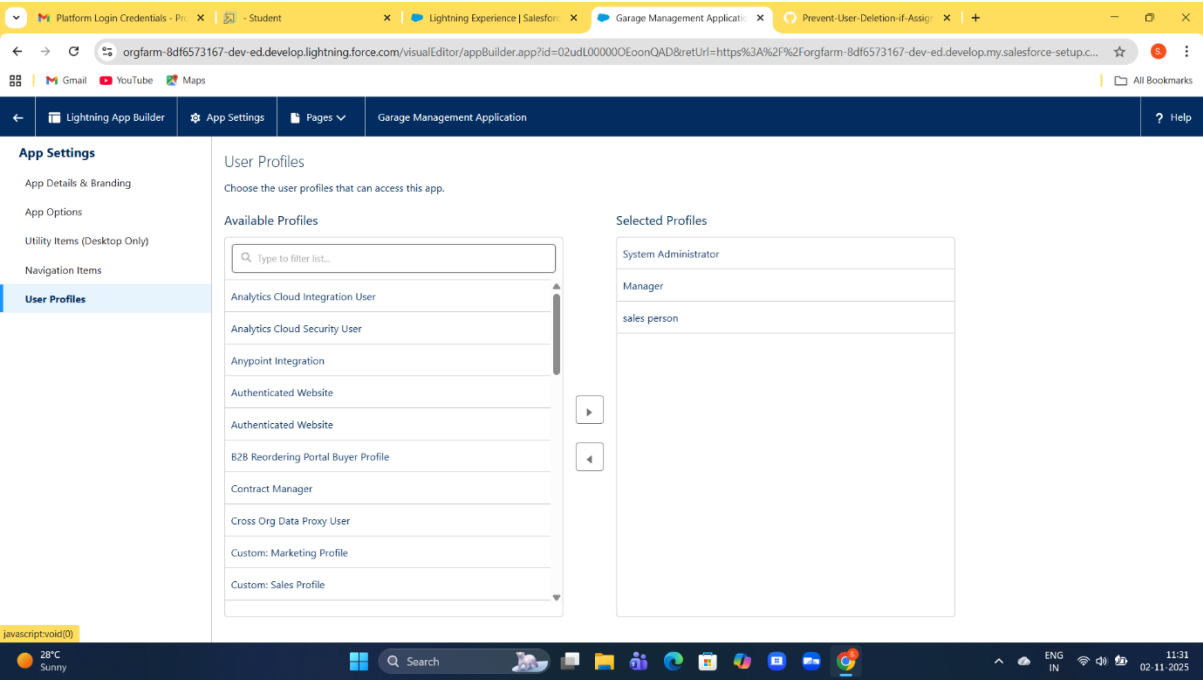 Platform Login Credentials - Pro
- Student
Lightning Experience | Salesforc
Garage Management Applicatio
Prevent-User-Deletion-if-Assign
orgfarm-8df6573167-dev-ed.develop.lightning.force.com/visualEditor/appBuilder.app?id=02udL00000OEoonQAD&retUrl=https%3A%2F%2Forgfarm-8df6573167-dev-ed.develop.my.salesforce-setup.c...
S.
Gmail
YouTube
Maps
All Bookmarks
Lightning App Builder
App Settings
Pages
Garage Management Application
? Help
App Settings
App Details & Branding
App Options
Utility Items (Desktop Only)
Navigation Items
User Profiles
User Profiles
Choose the user profiles that can access this app.
Available Profiles
Type to filter list...
Analytics Cloud Integration User
Analytics Cloud Security User
Anypoint Integration
Authenticated Website
Authenticated Website
B2B Reordering Portal Buyer Profile
Contract Manager
Cross Org Data Proxy User
Custom: Marketing Profile
Custom: Sales Profile
Selected Profiles
System Administrator
Manager
sales person
javascript:void(0)
28°C
Sunny
Search
ENG
IN
11:31
02-11-2025